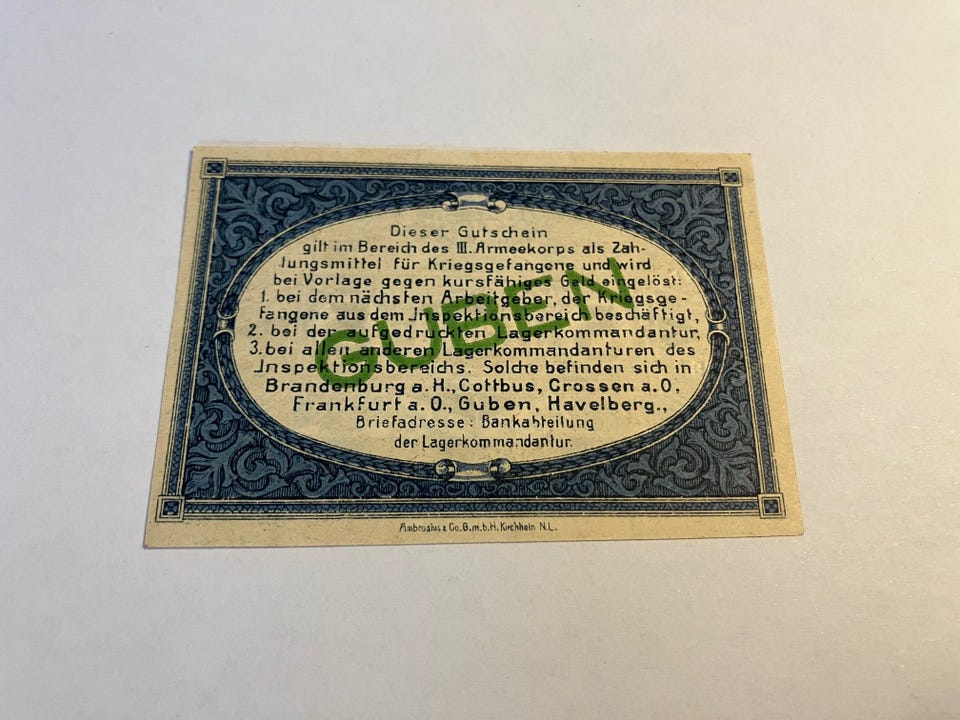 Dieser Gutschein
gilt im Bereich des III. Armeekorps als Zah-
lungsmittel für Kriegsgefangene und wird
bei Vorlage gegen kursfähiges Geld eingelöst:
1. bei dem nächsten Arbeitgeber, der Kriegsge-
fangene aus dem Inspektionsbereich beschäftigt,
2. bei der aufgedruckten Lagerkommandantur,
3. bei allen anderen Lagerkommandanturen des
Inspektionsbereichs. Solche befinden sich in
Brandenburg a. H., Cottbus, Crossen a. O,
Frankfurt a. O., Guben, Havelberg.,
Briefadresse: Bankabteilung
der Lagerkommandantur.
GUBEN
Ambrosius & Co. G.m.b.H. Kirchhain N.L.